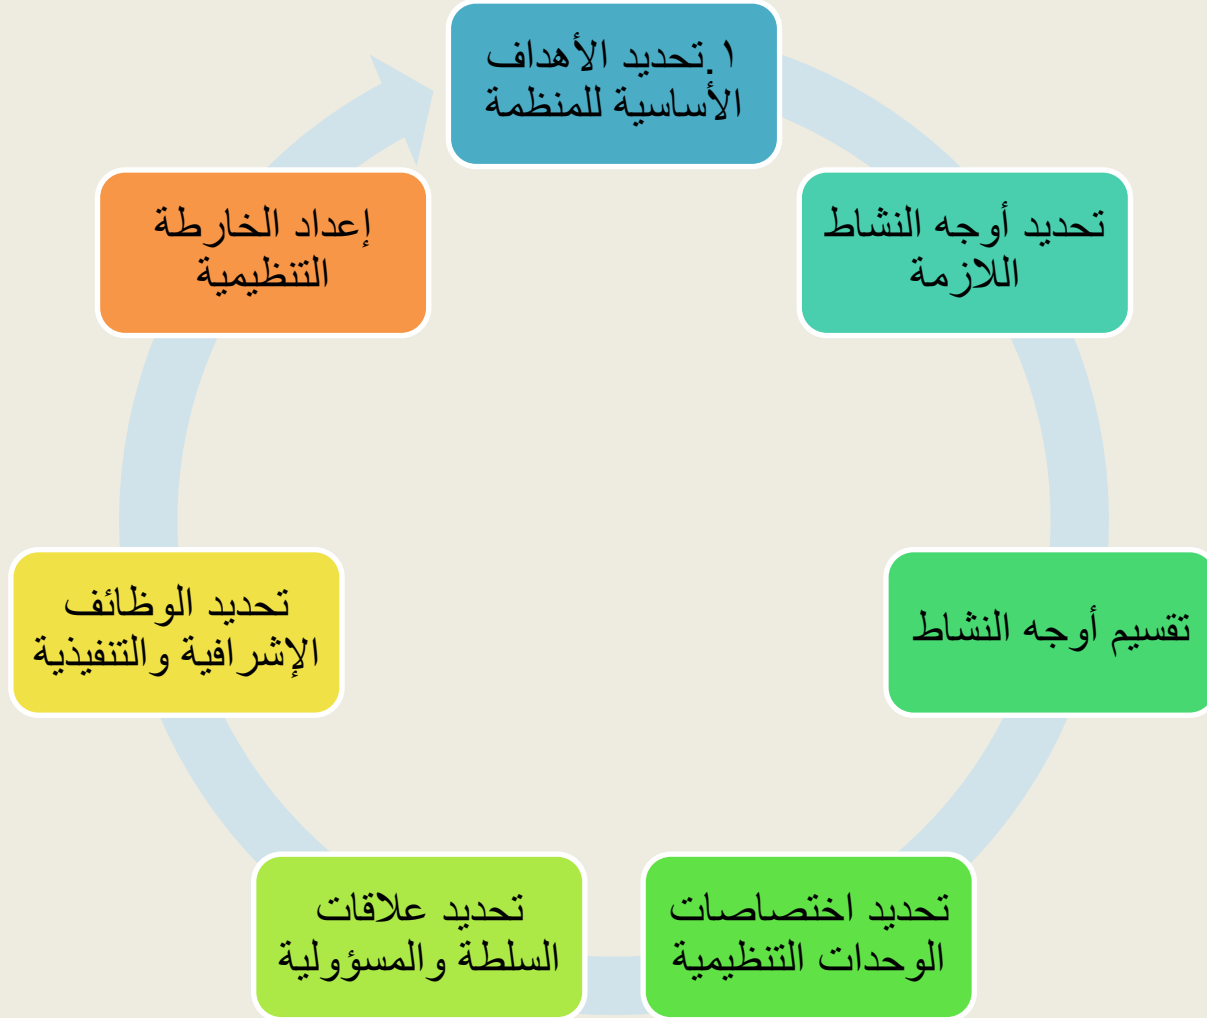 ١.تحديد الأهداف
الأساسية للمنظمة
تحديد أوجه النشاط
اللازمة
تقسيم أوجه النشاط
تحديد اختصاصات
الوحدات التنظيمية
تحديد علاقات
السلطة والمسؤولية
تحديد الوظائف
الإشرافية والتنفيذية
إعداد الخارطة
التنظيمية